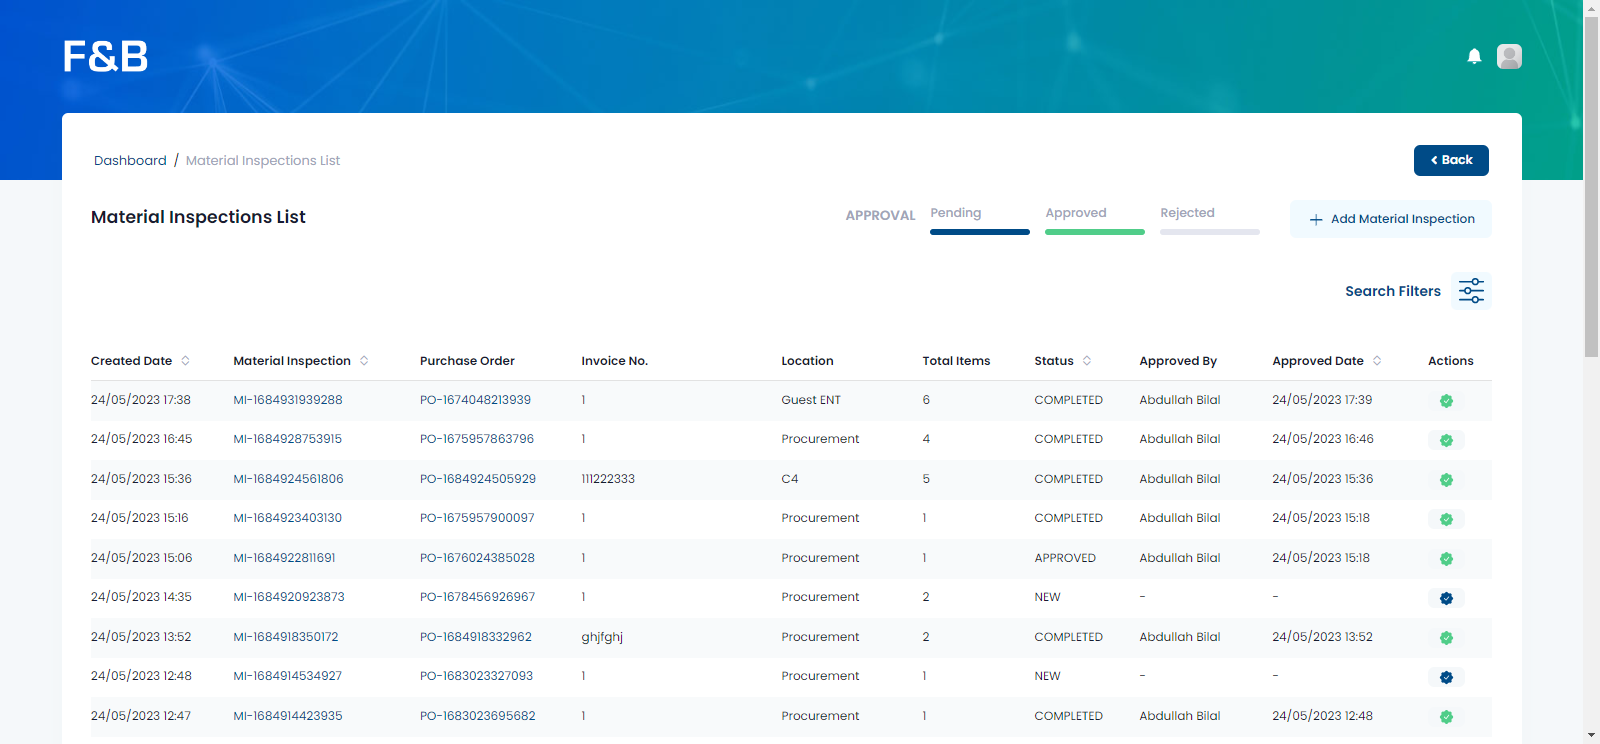 F&B
Dashboard / Material Inspections List
Back
Material Inspections List
APPROVAL Pending Approved Rejected
Add Material Inspection
Search Filters
Created Date Material Inspection Purchase Order Invoice No. Location Total Items Status Approved By Approved Date Actions
24/05/2023 17:38 MI-1684931939288 PO-1674048213939 1 Guest ENT 6 COMPLETED Abdullah Bilal 24/05/2023 17:39
24/05/2023 16:45 MI-1684928753915 PO-1675957863796 1 Procurement 4 COMPLETED Abdullah Bilal 24/05/2023 16:46
24/05/2023 15:36 MI-1684924561806 PO-1684924505929 111222333 C4 5 COMPLETED Abdullah Bilal 24/05/2023 15:36
24/05/2023 15:16 MI-1684923403130 PO-1675957900097 1 Procurement 1 COMPLETED Abdullah Bilal 24/05/2023 15:18
24/05/2023 15:06 MI-1684922811691 PO-1676024385028 1 Procurement 1 APPROVED Abdullah Bilal 24/05/2023 15:18
24/05/2023 14:35 MI-1684920923873 PO-1678456926967 1 Procurement 2 NEW - -
24/05/2023 13:52 MI-1684918350172 PO-1684918332962 ghjfghj Procurement 2 COMPLETED Abdullah Bilal 24/05/2023 13:52
24/05/2023 12:48 MI-1684914534927 PO-1683023327093 1 Procurement 1 NEW - -
24/05/2023 12:47 MI-1684914423935 PO-1683023695682 1 Procurement 1 COMPLETED Abdullah Bilal 24/05/2023 12:48